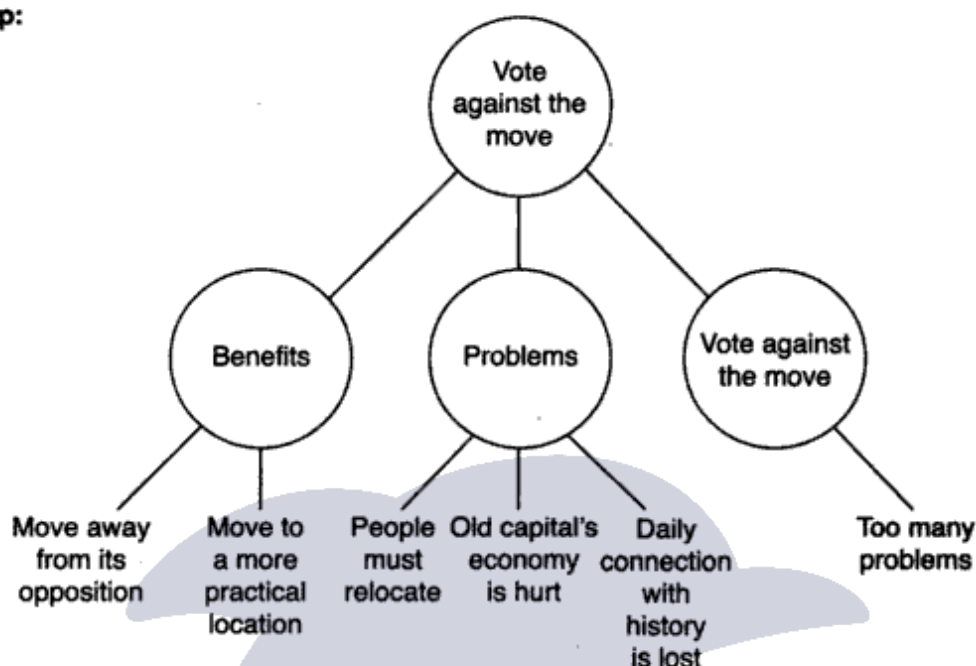 p:
Vote
against the
move
Benefits
Problems
Vote against
the move
Move away
from its
opposition
Move to
a more
practical
location
People
must
relocate
Old capital's
economy
is hurt
Daily
connection
with
history
is lost
Too many
problems